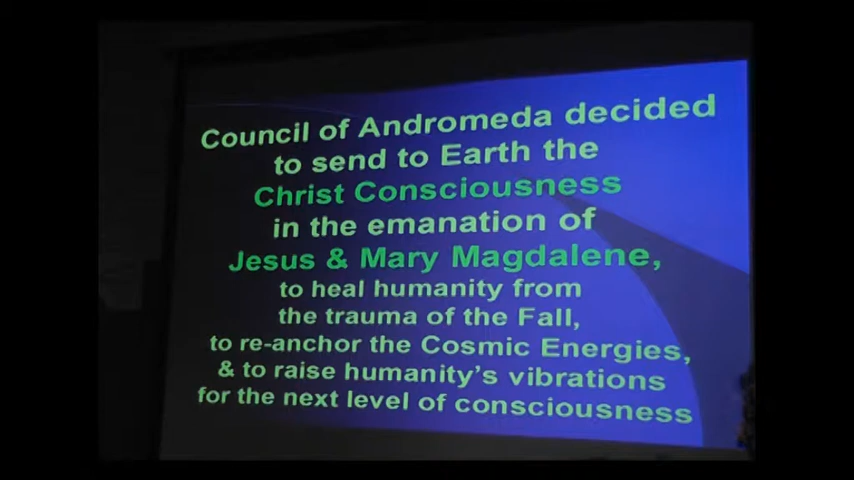 Council of Andromeda decided
to send to Earth the
Christ Consciousness
in the emanation of
Jesus & Mary Magdalene,
to heal humanity from
the trauma of the Fall,
to re-anchor the Cosmic Energies,
& to raise humanity's vibrations
for the next level of consciousness